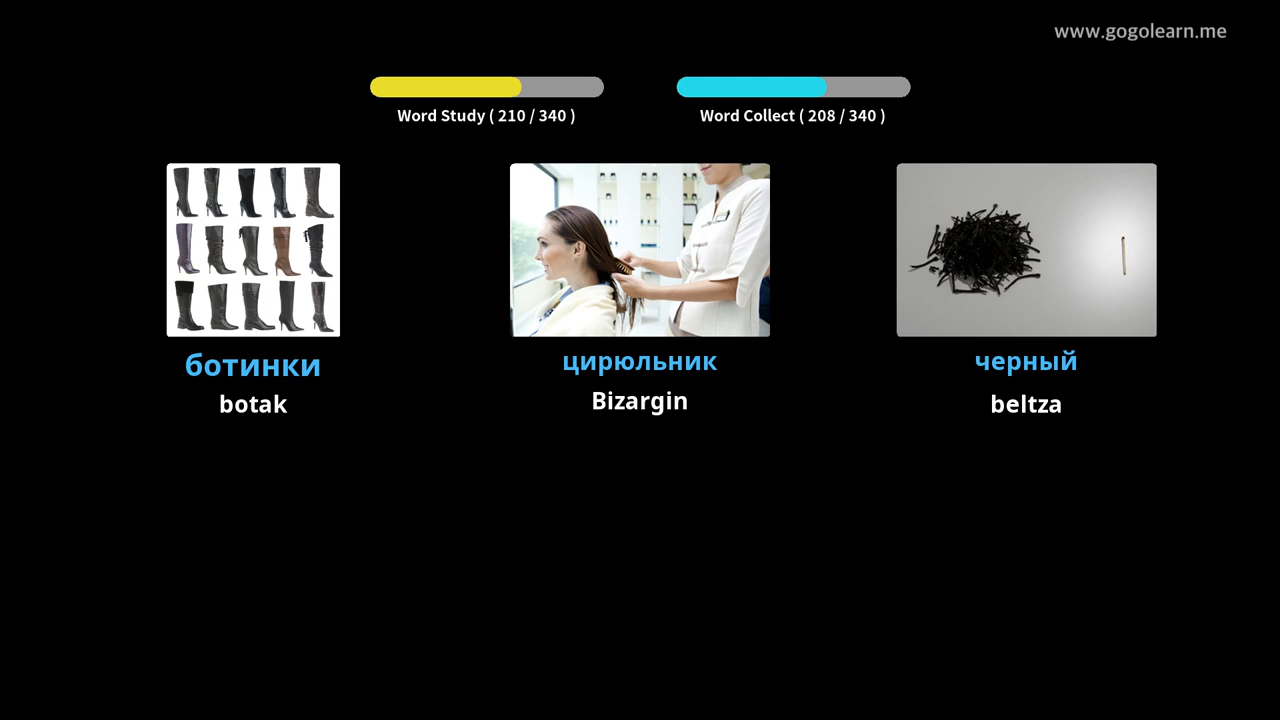 www.gogolearn.me
Word Study ( 210 / 340 )
Word Collect ( 208 / 340 )
ботинки
botak
цирюльник
Bizargin
черный
beltza